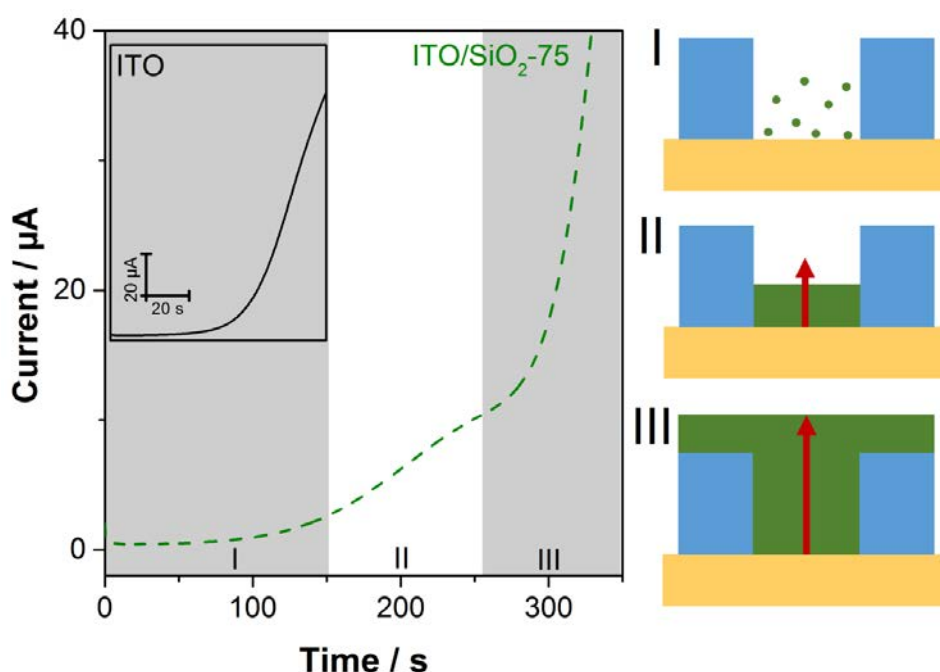 40
20
0
Current / µA
ITO
20 µA
20 s
ITO/SiO₂-75
I
II
III
0
100
200
300
Time / s
I
II
III